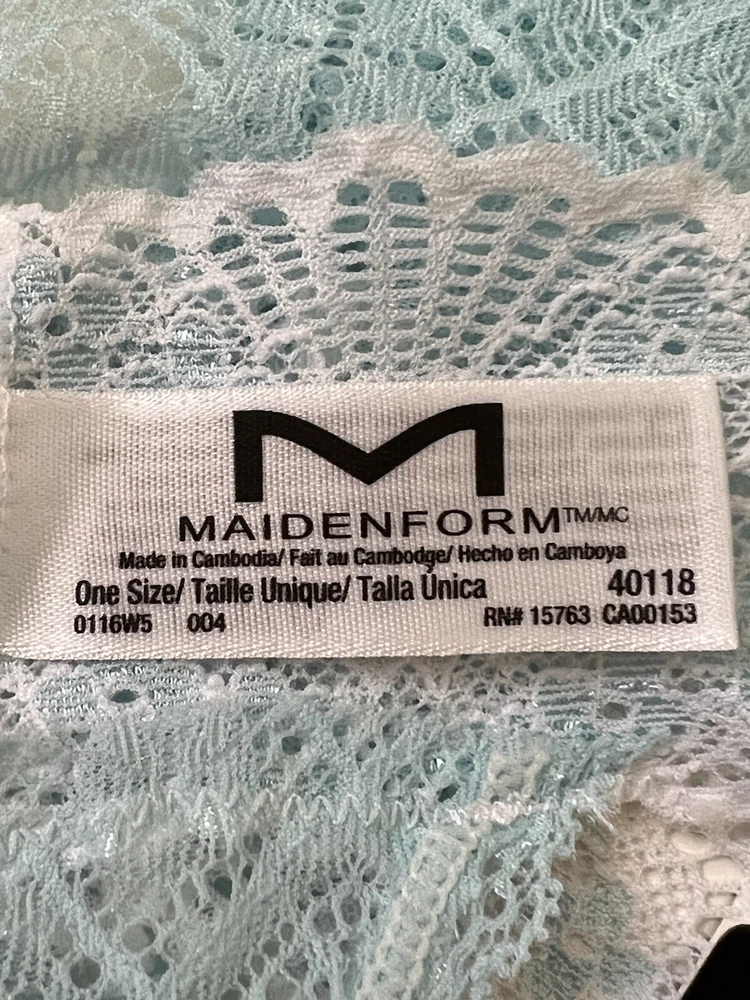 M
MAIDENFORM™/MC
Made in Cambodia/ Fait au Cambodge/ Hecho en Camboya
One Size/ Taille Unique/ Talla Única 40118
0116W5 004 RN# 15763 CA00153